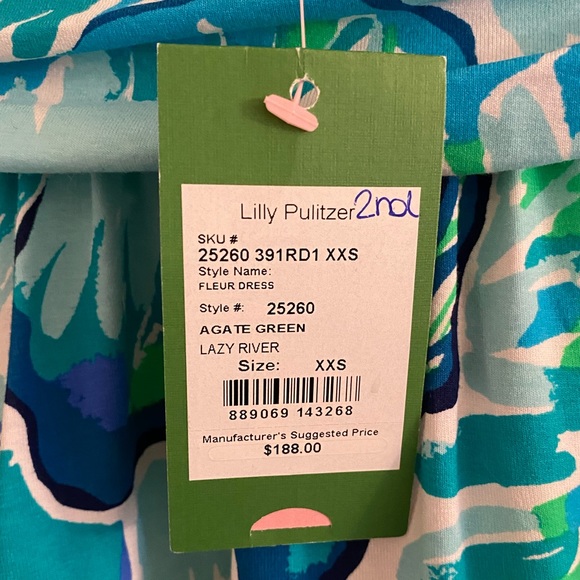 Lilly Pulitzer 2nd
SKU #
25260 391RD1 XXS
Style Name:
FLEUR DRESS
Style #: 25260
AGATE GREEN
LAZY RIVER
Size: XXS
889069 143268
Manufacturer's Suggested Price
$188.00